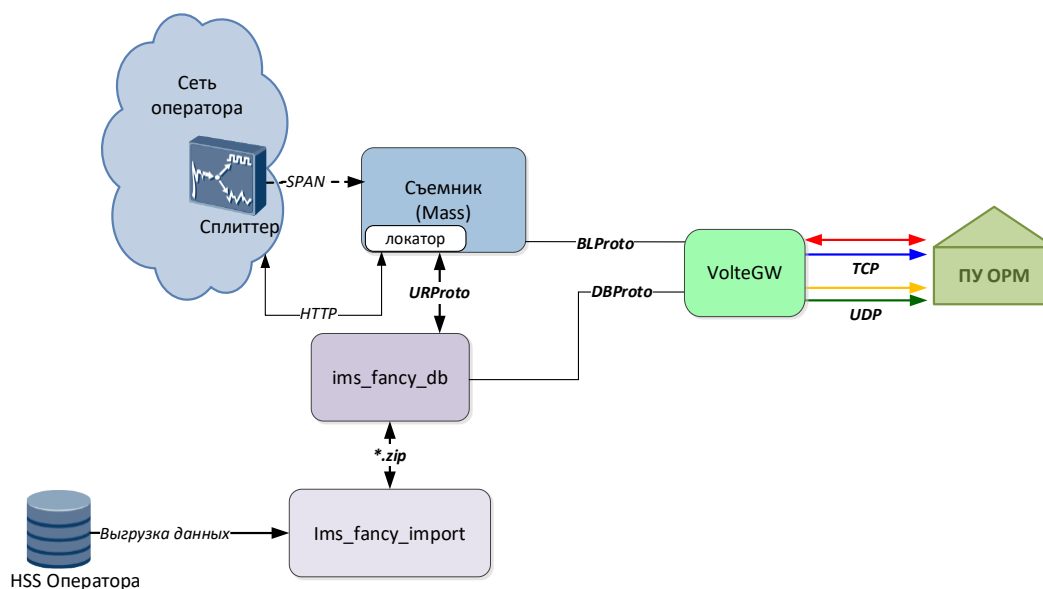 Сеть
оператора
Сплиттер
SPAN
Съемник
(Mass)
локатор
HTTP
URProto
BLProto
DBProto
VolteGW
TCP
UDP
ПУ ОРМ
ims_fancy_db
*.zip
Ims_fancy_import
Выгрузка данных
HSS Оператора